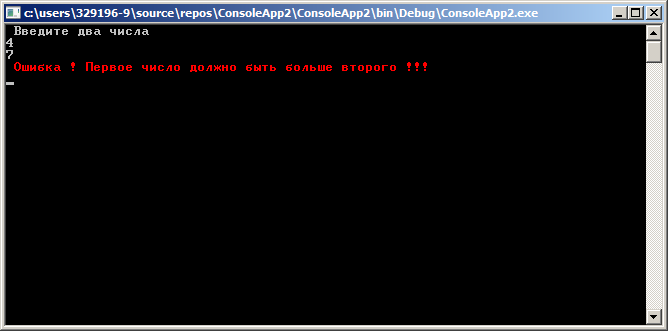 c:\users\329196-9\source\repos\ConsoleApp2\ConsoleApp2\bin\Debug\ConsoleApp2.exe
Введите два числа
4
7
Ошибка ! Первое число должно быть больше второго !!!